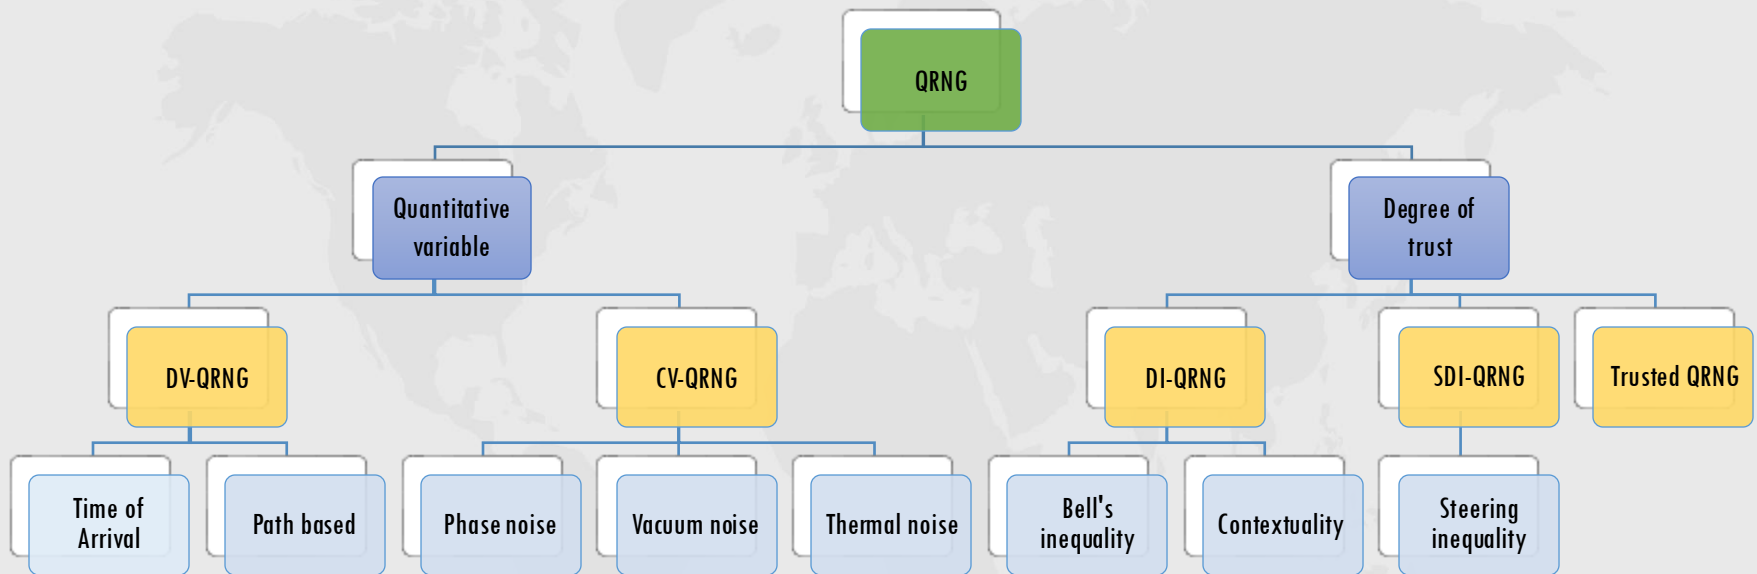 QRNG
Quantitative
variable
Degree of
trust
DV-QRNG
CV-QRNG
DI-QRNG
SDI-QRNG
Trusted QRNG
Time of
Arrival
Path based
Phase noise
Vacuum noise
Thermal noise
Bell's
inequality
Contextuality
Steering
inequality